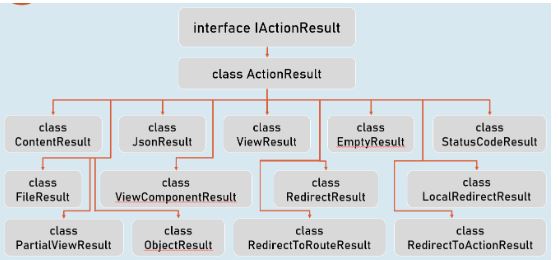 interface IActionResult
class ActionResult
class
ContentResult
class
JsonResult
class
ViewResult
class
EmptyResult
class
StatusCodeResult
class
FileResult
class
ViewComponentResult
class
RedirectResult
class
LocalRedirectResult
class
PartialViewResult
class
ObjectResult
class
RedirectToRouteResult
class
RedirectToActionResult